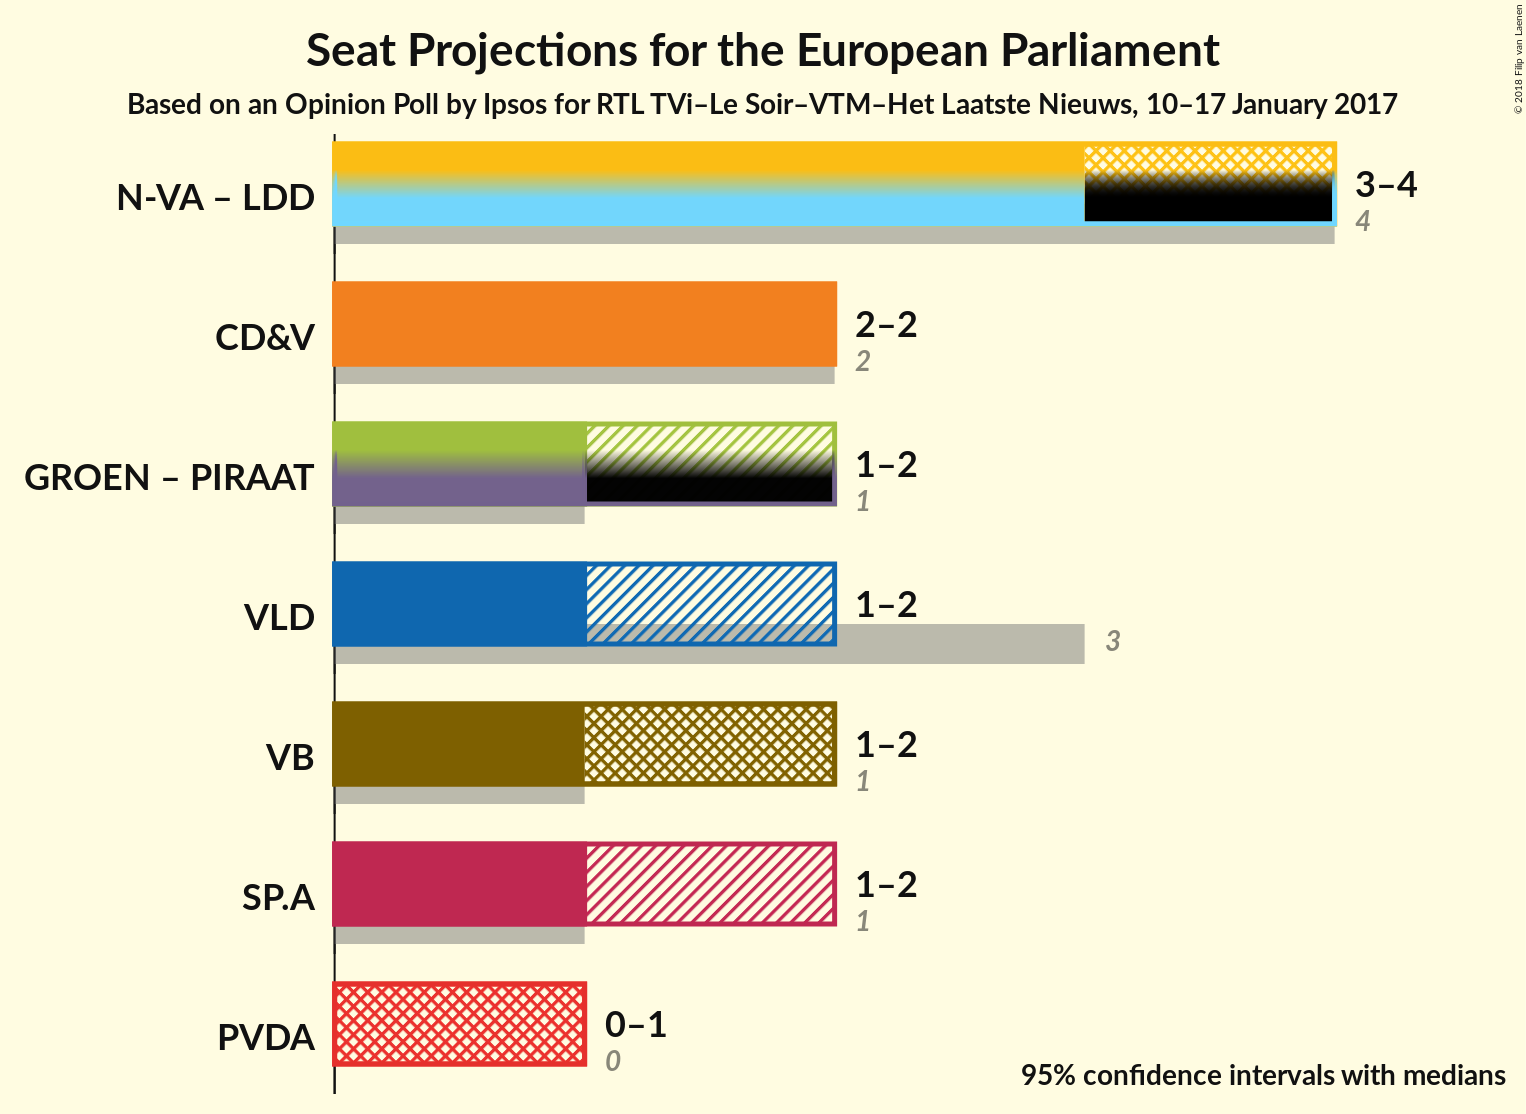 Seat Projections for the European Parliament
Based on an Opinion Poll by Ipsos for RTL TVi–Le Soir–VTM–Het Laatste Nieuws, 10–17 January 2017
© 2018 Filip van Laenen
N-VA – LDD
3–4
4
CD&V
2–2
2
GROEN – PIRAAT
1–2
1
VLD
1–2
3
VB
1–2
1
SP.A
1–2
1
PVDA
0–1
0
95% confidence intervals with medians